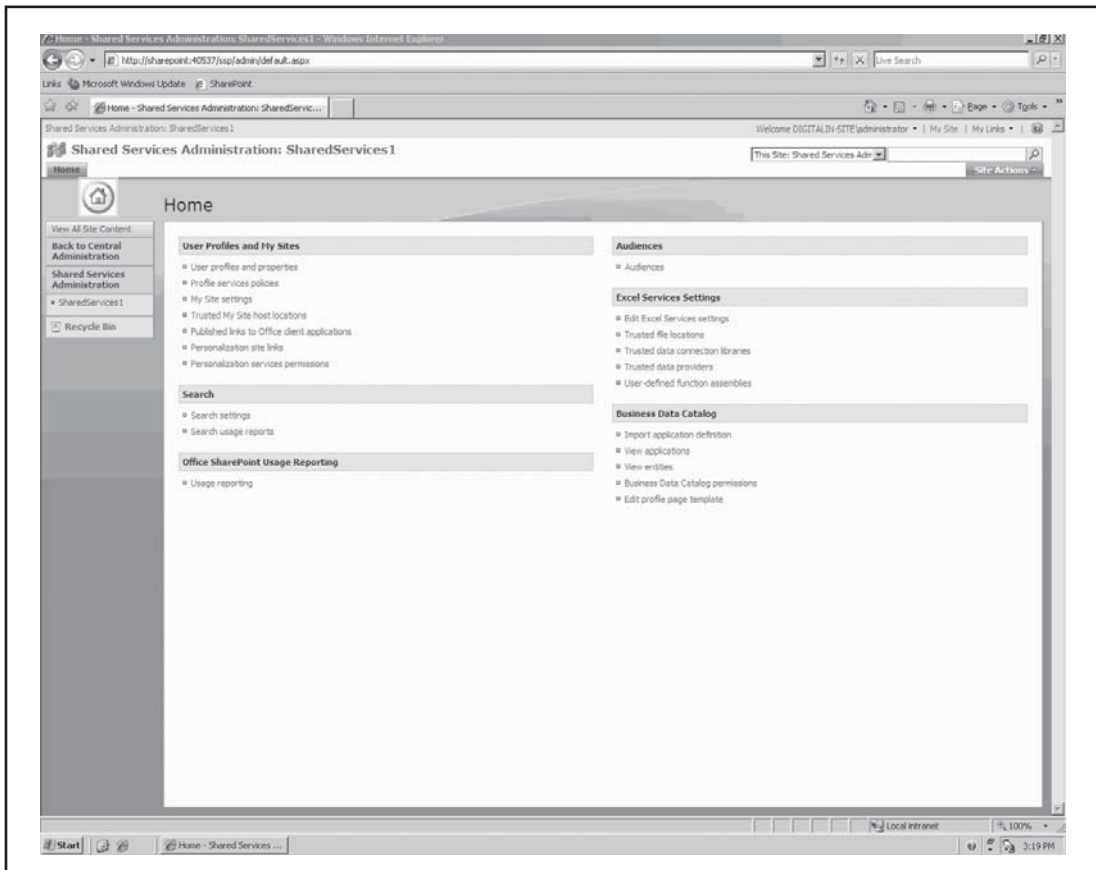 Home - Shared Services Administration: SharedServices1 - Windows Internet Explorer
http://sharepoint:40537/ssp/admin/default.aspx
Live Search
Links Microsoft Windows Update SharePoint
Home - Shared Services Administration: SharedServic...
Page Tools
Shared Services Administration: SharedServices1
Welcome DIGITALIN-SITE\administrator | My Site | My Links |
Shared Services Administration: SharedServices1
This Site: Shared Services Adm
Home
Site Actions
Home
View All Site Content
Back to Central
Administration
Shared Services
Administration
SharedServices1
Recycle Bin
User Profiles and My Sites
User profiles and properties
Profile services policies
My Site settings
Trusted My Site host locations
Published links to Office client applications
Personalization site links
Personalization services permissions
Search
Search settings
Search usage reports
Office SharePoint Usage Reporting
Usage reporting
Audiences
Audiences
Excel Services Settings
Edit Excel Services settings
Trusted file locations
Trusted data connection libraries
Trusted data providers
User-defined function assemblies
Business Data Catalog
Import application definition
View applications
View entities
Business Data Catalog permissions
Edit profile page template
Local intranet
100%
Start
Home - Shared Services ...
3:19 PM